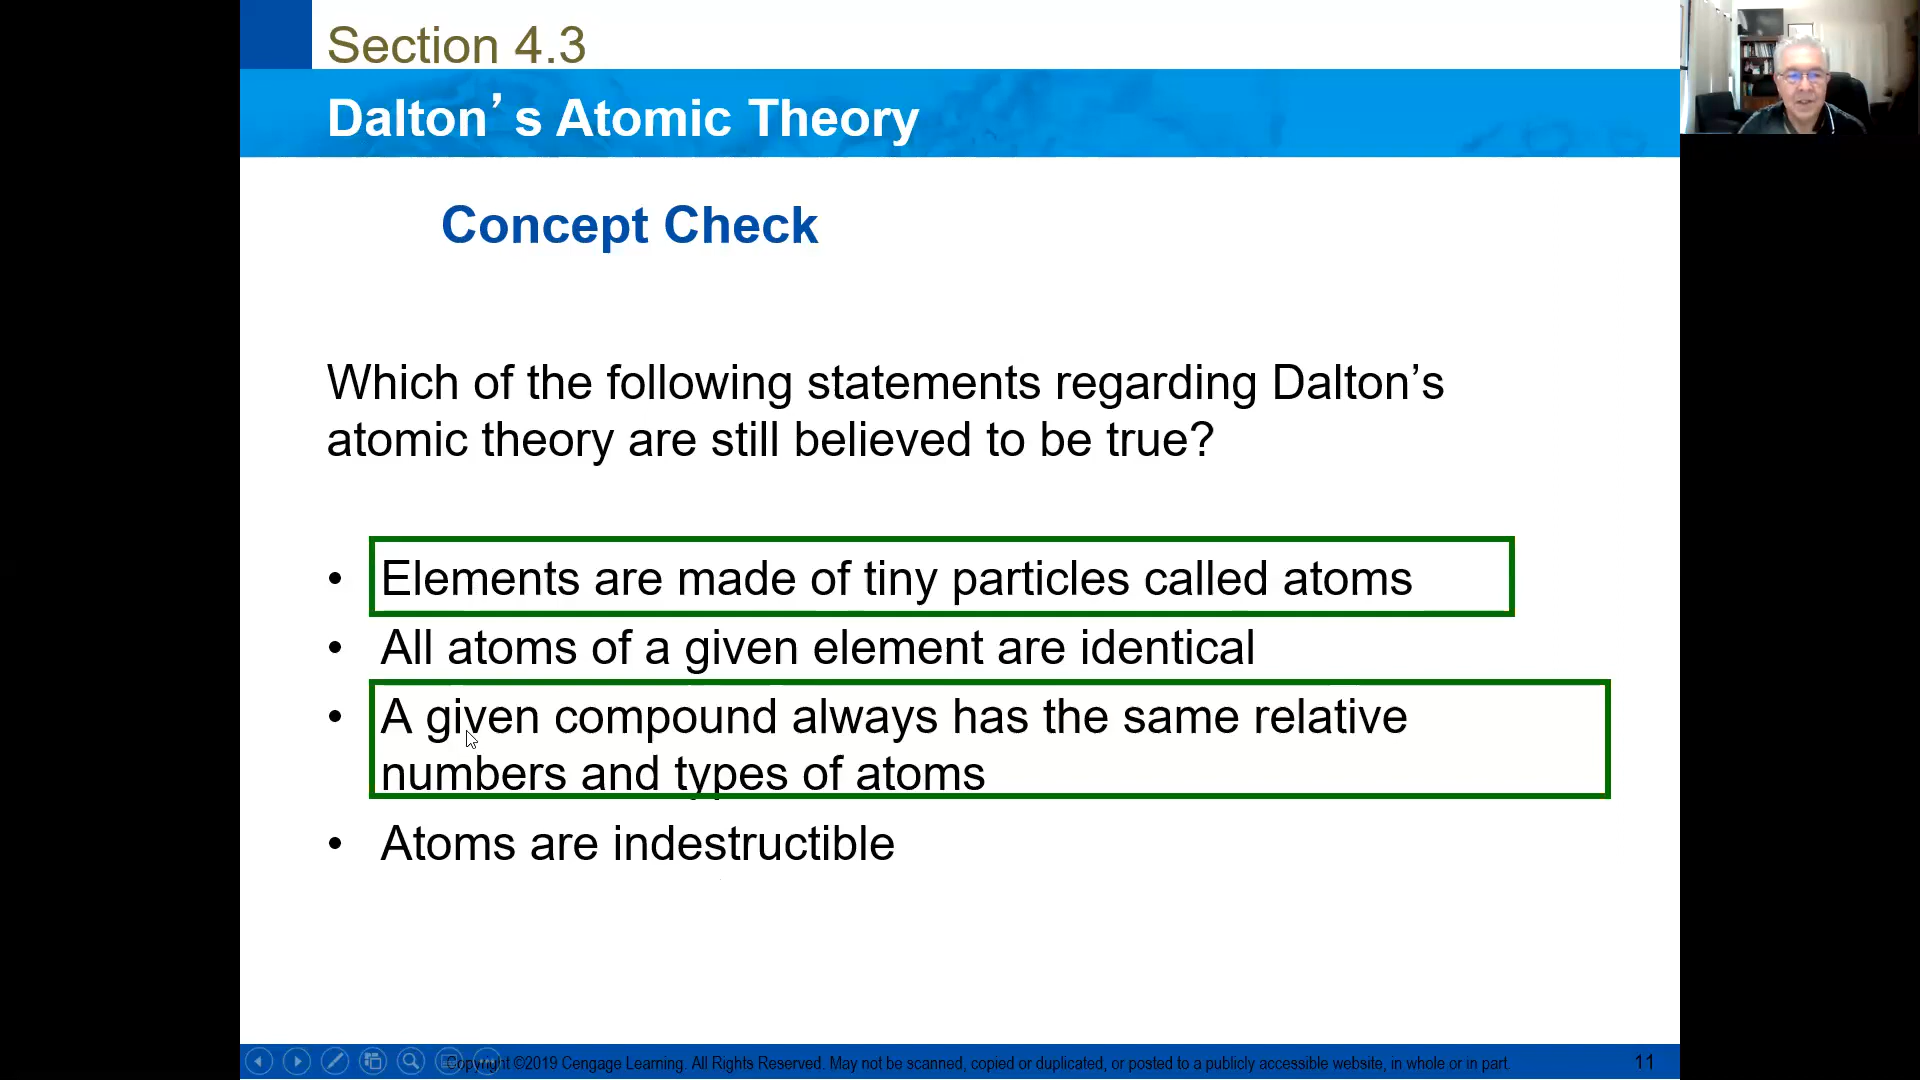 Section 4.3
Dalton’s Atomic Theory
Concept Check
Which of the following statements regarding Dalton’s
atomic theory are still believed to be true?
• Elements are made of tiny particles called atoms
• All atoms of a given element are identical
• A given compound always has the same relative
numbers and types of atoms
• Atoms are indestructible
Copyright ©2019 Cengage Learning. All Rights Reserved. May not be scanned, copied or duplicated, or posted to a publicly accessible website, in whole or in part. 11